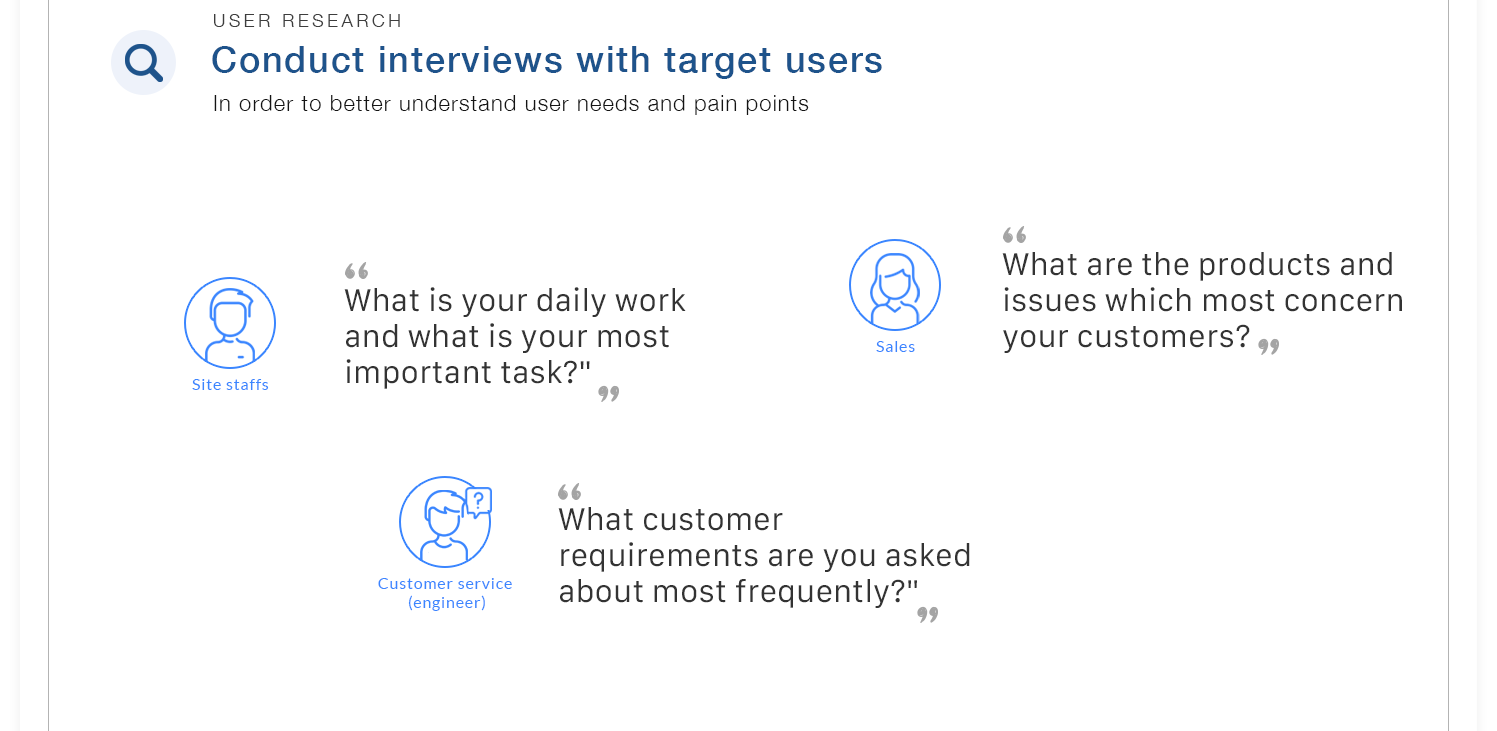 USER RESEARCH
Conduct interviews with target users
In order to better understand user needs and pain points
“
What is your daily work
and what is your most
important task?"
”
Site staffs
“
What are the products and
issues which most concern
your customers? ”
Sales
“
What customer
requirements are you asked
about most frequently?"
”
?
Customer service
(engineer)